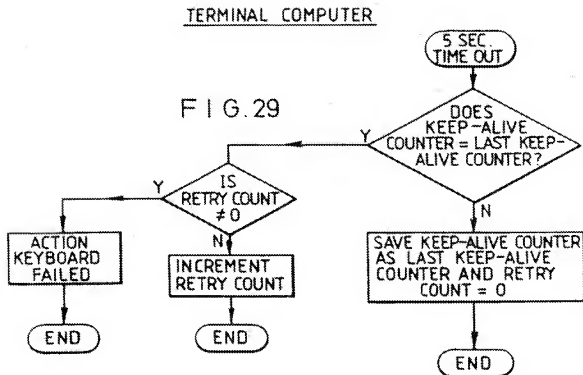 TERMINAL COMPUTER
5 SEC.
TIME OUT
FIG.29
DOES
KEEP-ALIVE
COUNTER = LAST KEEP-
ALIVE COUNTER?
Y
N
IS
RETRY COUNT
≠ 0
Y
N
ACTION
KEYBOARD
FAILED
INCREMENT
RETRY COUNT
SAVE KEEP-ALIVE COUNTER
AS LAST KEEP-ALIVE
COUNTER AND RETRY
COUNT = 0
END
END
END